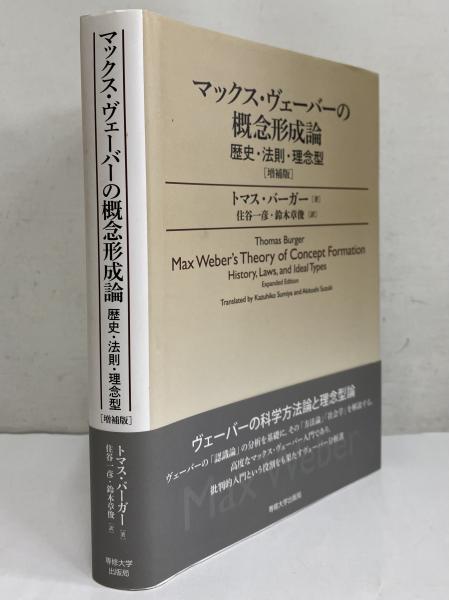 マックス・ヴェーバーの概念形成論
歴史・法則・理念型
[増補版]
トマス・バーガー[著]
住谷一彦・鈴木章俊[訳]
専修大学
出版局
マックス・ヴェーバーの
概念形成論
歴史・法則・理念型
[増補版]
トマス・バーガー[著]
住谷一彦・鈴木章俊[訳]
Thomas Burger
Max Weber's Theory of Concept Formation
History, Laws, and Ideal Types
Expanded Edition
Translated by Kazuhiko Sumiya and Akitoshi Suzuki
ヴェーバーの科学方法論と理念型論
ヴェーバーの「認識論」の分析を基礎に、その「方法論」「社会学」を解読する。
高度なマックス・ヴェーバー入門であり、
批判的入門という役割をも果たすヴェーバー分析書
Max Weber
専修大学出版局